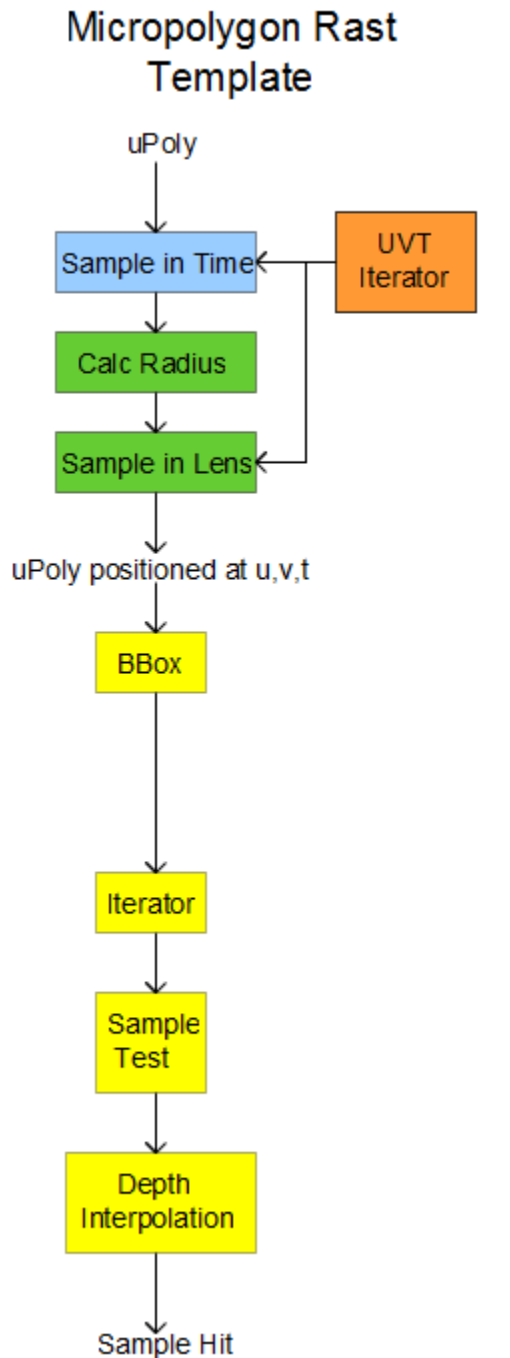 Micropolygon Rast
Template
uPoly
Sample in Time
UVT
Iterator
Calc Radius
Sample in Lens
uPoly positioned at u,v,t
BBox
Iterator
Sample
Test
Depth
Interpolation
Sample Hit